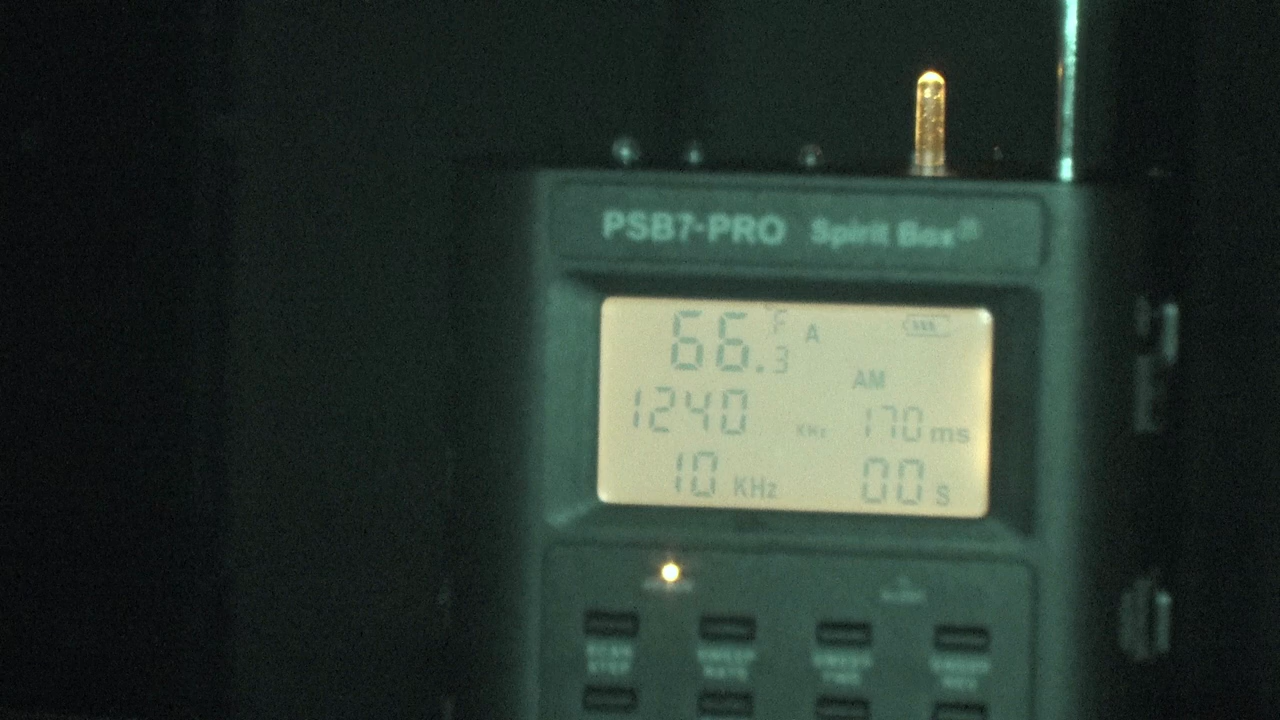 PSB7-PRO Spirit Box®
66.3 °F A
AM
1240 KHz 170 ms
10 KHz 00 S